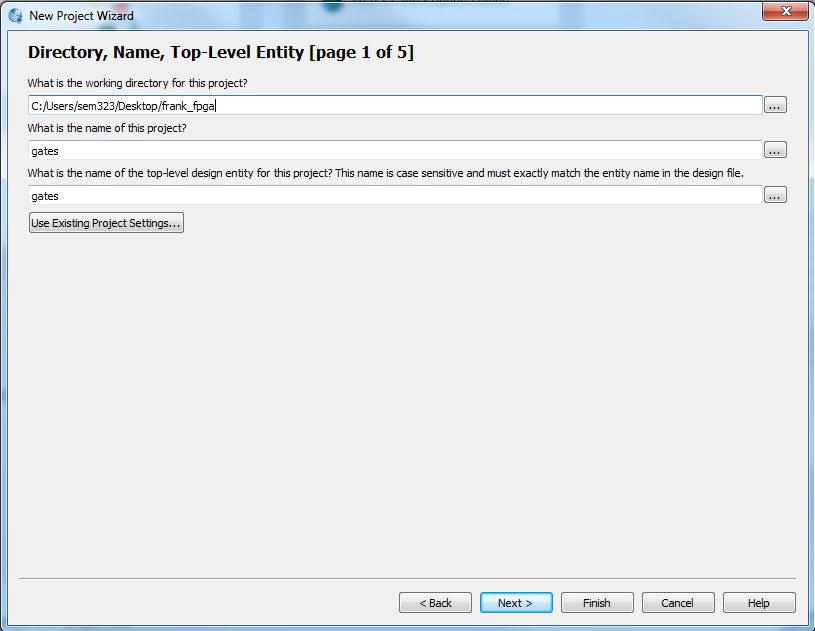 New Project Wizard
Directory, Name, Top-Level Entity [page 1 of 5]
What is the working directory for this project?
C:/Users/sem323/Desktop/frank_fpga
...
What is the name of this project?
gates
...
What is the name of the top-level design entity for this project? This name is case sensitive and must exactly match the entity name in the design file.
gates
...
Use Existing Project Settings...
< Back
Next >
Finish
Cancel
Help